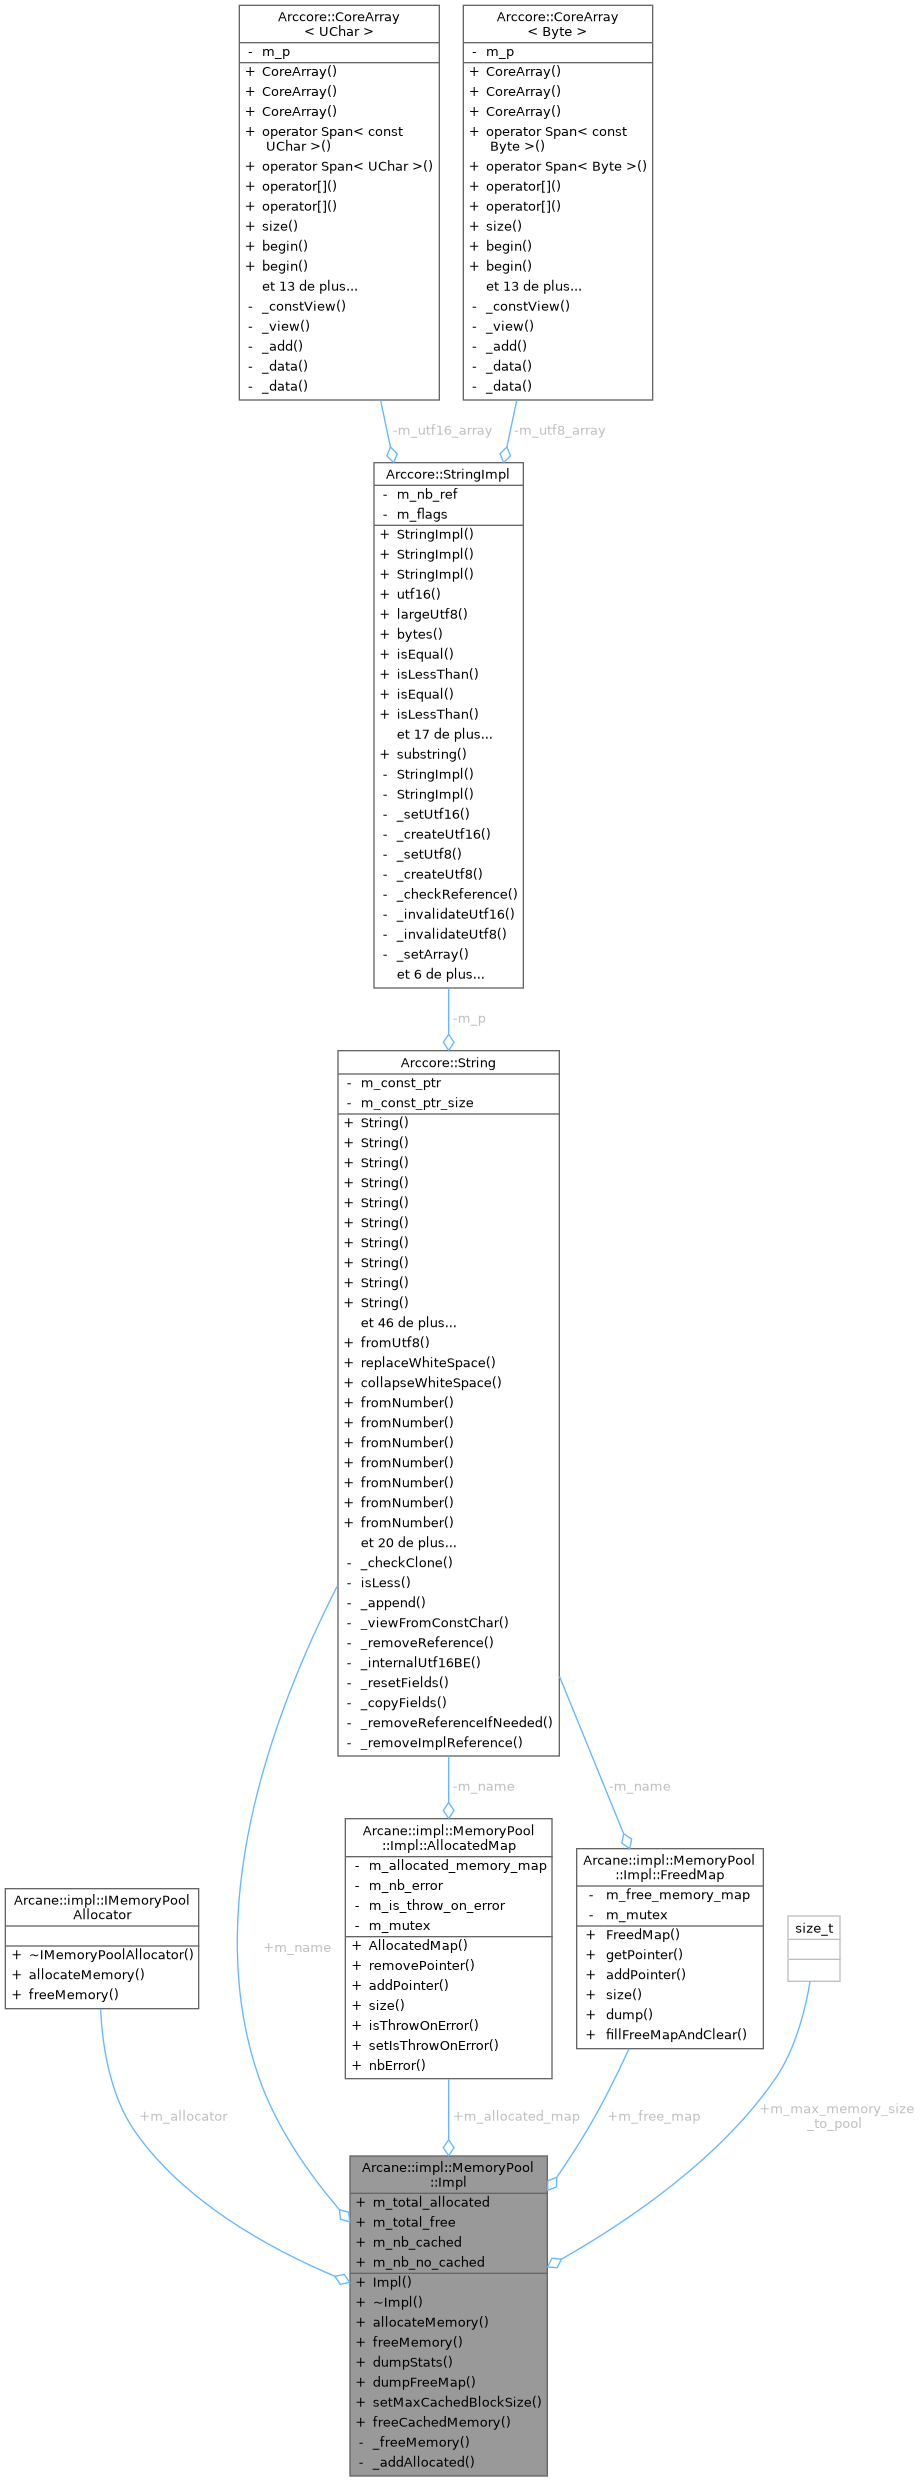 Arccore::CoreArray
< UChar >
- m_p
+ CoreArray()
+ CoreArray()
+ CoreArray()
+ operator Span< const
UChar >()
+ operator Span< UChar >()
+ operator[]()
+ operator[]()
+ size()
+ begin()
+ begin()
et 13 de plus...
- _constView()
- _view()
- _add()
- _data()
- _data()
Arccore::CoreArray
< Byte >
- m_p
+ CoreArray()
+ CoreArray()
+ CoreArray()
+ operator Span< const
Byte >()
+ operator Span< Byte >()
+ operator[]()
+ operator[]()
+ size()
+ begin()
+ begin()
et 13 de plus...
- _constView()
- _view()
- _add()
- _data()
- _data()
-m_utf16_array
-m_utf8_array
Arccore::StringImpl
- m_nb_ref
- m_flags
+ StringImpl()
+ StringImpl()
+ StringImpl()
+ utf16()
+ largeUtf8()
+ bytes()
+ isEqual()
+ isLessThan()
+ isEqual()
+ isLessThan()
et 17 de plus...
+ substring()
- StringImpl()
- StringImpl()
- _setUtf16()
- _createUtf16()
- _setUtf8()
- _createUtf8()
- _checkReference()
- _invalidateUtf16()
- _invalidateUtf8()
- _setArray()
et 6 de plus...
-m_p
Arccore::String
- m_const_ptr
- m_const_ptr_size
+ String()
+ String()
+ String()
+ String()
+ String()
+ String()
+ String()
+ String()
+ String()
+ String()
et 46 de plus...
+ fromUtf8()
+ replaceWhiteSpace()
+ collapseWhiteSpace()
+ fromNumber()
+ fromNumber()
+ fromNumber()
+ fromNumber()
+ fromNumber()
+ fromNumber()
+ fromNumber()
et 20 de plus...
- _checkClone()
- isLess()
- _append()
- _viewFromConstChar()
- _removeReference()
- _internalUtf16BE()
- _resetFields()
- _copyFields()
- _removeReferenceIfNeeded()
- _removeImplReference()
-m_name
-m_name
+m_name
Arcane::impl::IMemoryPool
Allocator
+ ~IMemoryPoolAllocator()
+ allocateMemory()
+ freeMemory()
Arcane::impl::MemoryPool
::Impl::AllocatedMap
- m_allocated_memory_map
- m_nb_error
- m_is_throw_on_error
- m_mutex
+ AllocatedMap()
+ removePointer()
+ addPointer()
+ size()
+ isThrowOnError()
+ setIsThrowOnError()
+ nbError()
Arcane::impl::MemoryPool
::Impl::FreedMap
- m_free_memory_map
- m_mutex
+ FreedMap()
+ getPointer()
+ addPointer()
+ size()
+ dump()
+ fillFreeMapAndClear()
size_t
+m_allocator
+m_allocated_map
+m_free_map
+m_max_memory_size
_to_pool
Arcane::impl::MemoryPool
::Impl
+ m_total_allocated
+ m_total_free
+ m_nb_cached
+ m_nb_no_cached
+ Impl()
+ ~Impl()
+ allocateMemory()
+ freeMemory()
+ dumpStats()
+ dumpFreeMap()
+ setMaxCachedBlockSize()
+ freeCachedMemory()
- _freeMemory()
- _addAllocated()